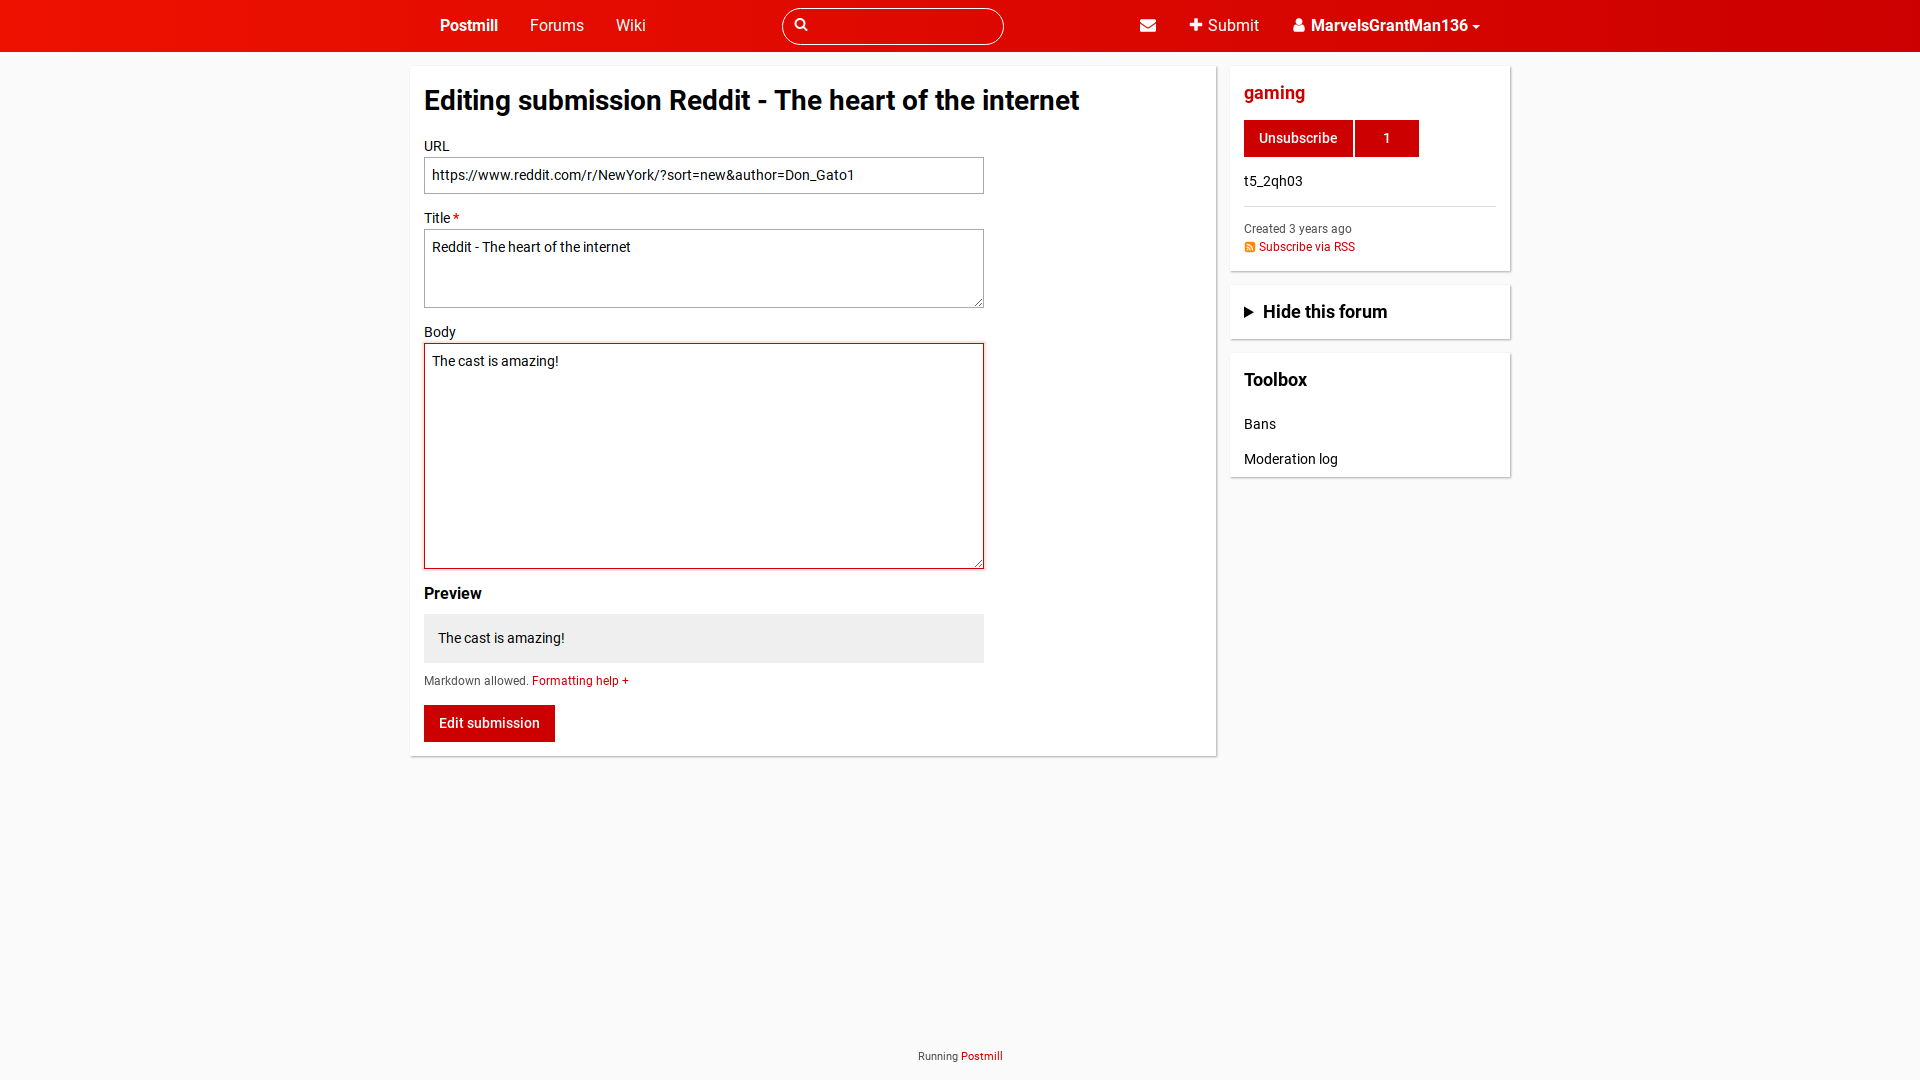 Postmill
Forums
Wiki
Submit
MarvelsGrantMan136
Editing submission Reddit - The heart of the internet
URL
https://www.reddit.com/r/NewYork/?sort=new&author=Don_Gato1
Title *
Reddit - The heart of the internet
Body
The cast is amazing!
Preview
The cast is amazing!
Markdown allowed. Formatting help +
Edit submission
gaming
Unsubscribe
1
t5_2qh03
Created 3 years ago
Subscribe via RSS
Hide this forum
Toolbox
Bans
Moderation log
Running Postmill